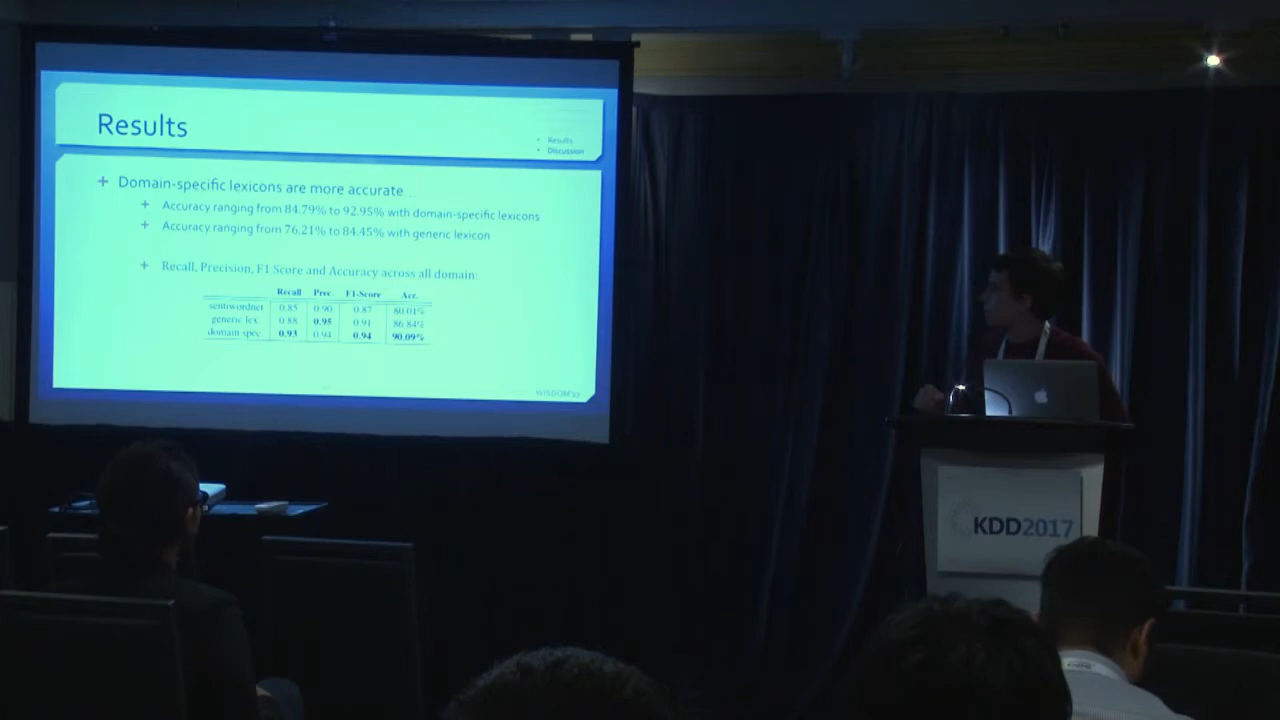 Results
• Results
• Discussion
+ Domain-specific lexicons are more accurate...
+ Accuracy ranging from 84.79% to 92.95% with domain-specific lexicons
+ Accuracy ranging from 76.21% to 84.45% with generic lexicon
+ Recall, Precision, F1 Score and Accuracy across all domain:
Recall Prec. F1-Score Acc.
sentiwordnet 0.85 0.90 0.87 80.01%
generic lex 0.88 0.95 0.91 86.84%
domain spec. 0.93 0.94 0.94 90.09%
WISDOM'17
KDD2017